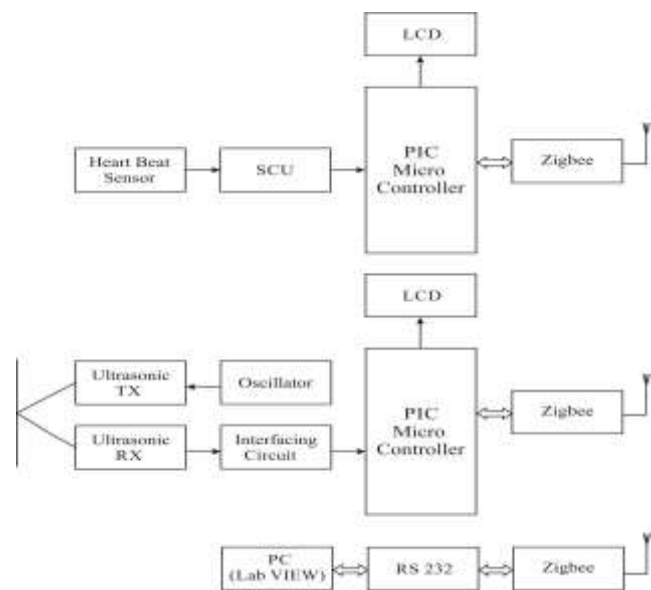 LCD
PIC
Micro
Controller
Heart Beat
Sensor
SCU
Zigbee
LCD
PIC
Micro
Controller
Ultrasonic
TX
Oscillator
Zigbee
Ultrasonic
RX
Interfacing
Circuit
PC
(Lab VIEW)
RS 232
Zigbee